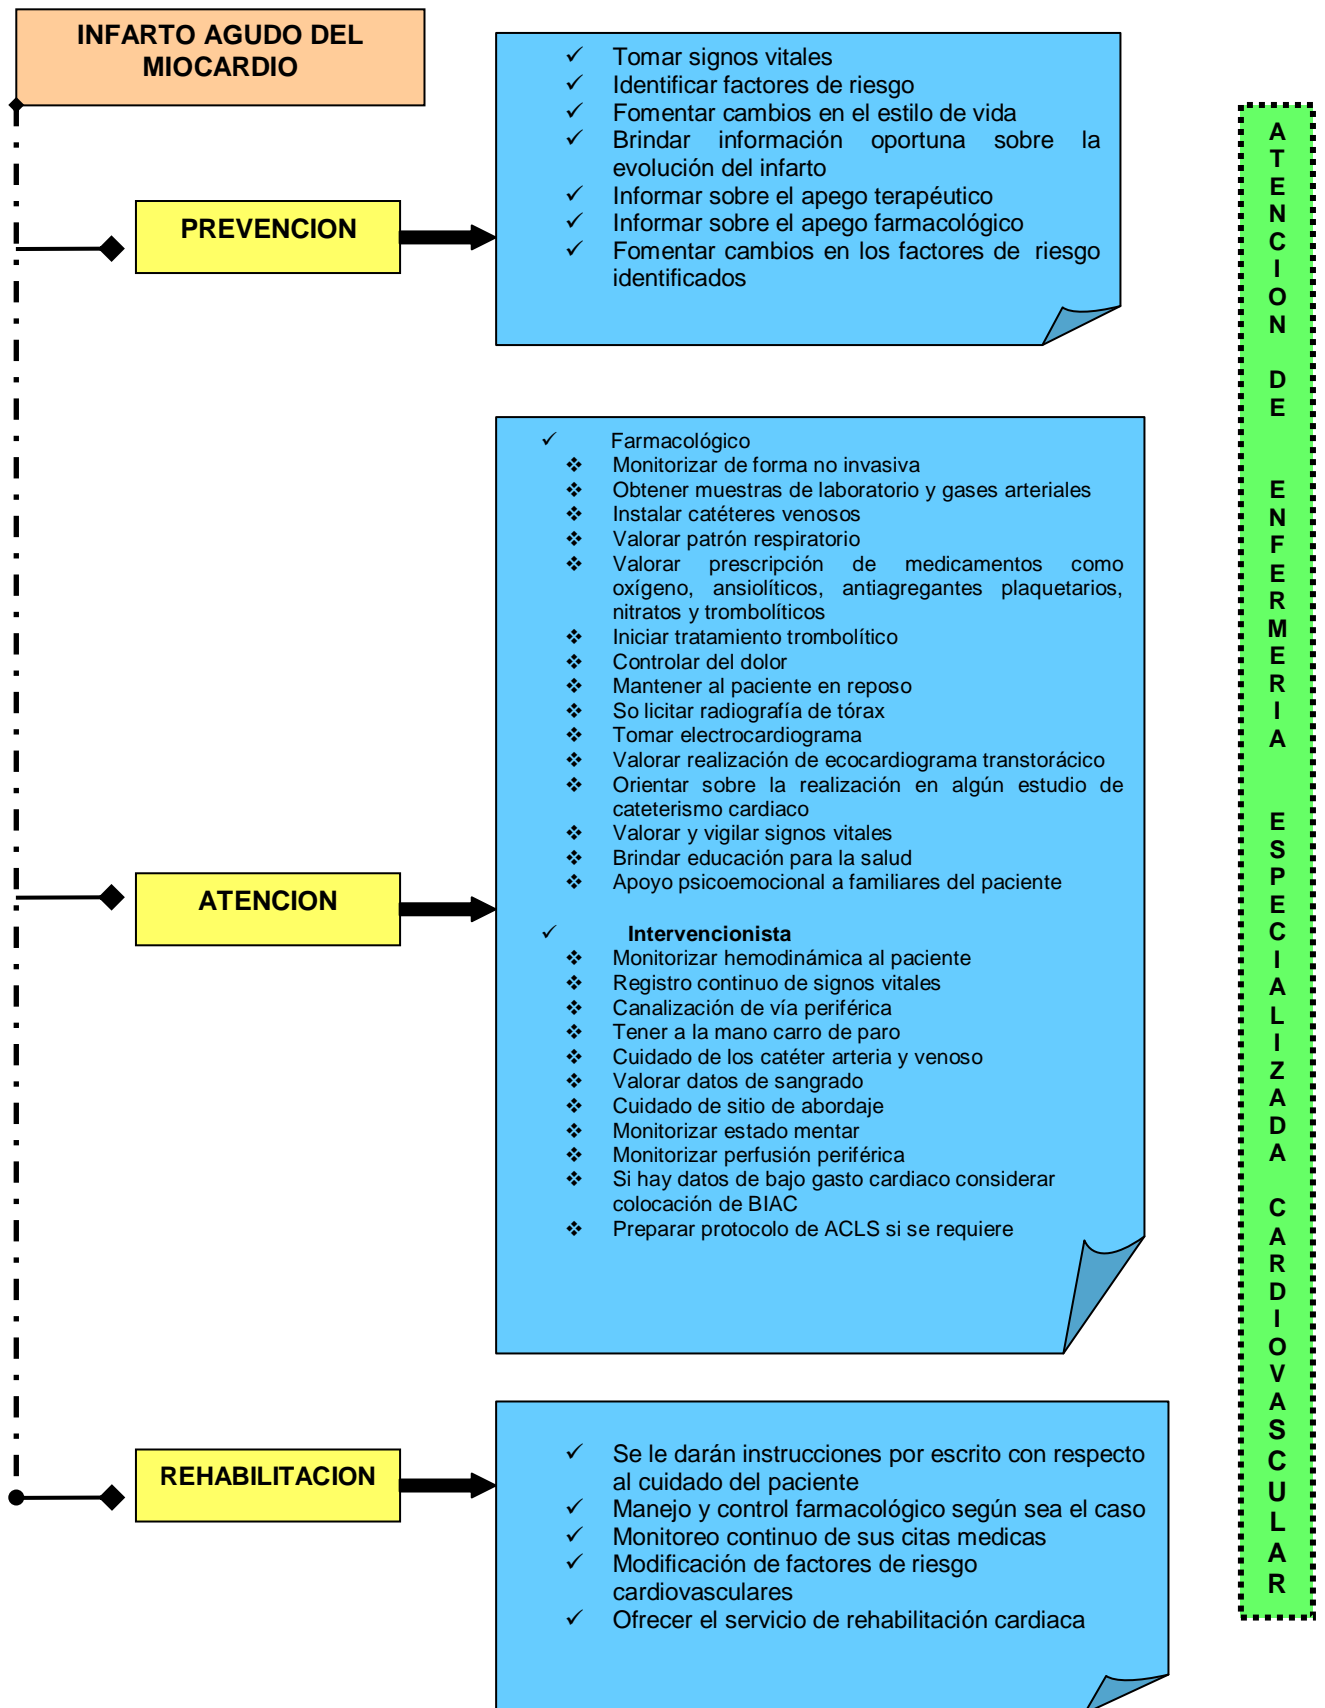 INFARTO AGUDO DEL
MIOCARDIO
✓ Tomar signos vitales
✓ Identificar factores de riesgo
✓ Fomentar cambios en el estilo de vida
✓ Brindar información oportuna sobre la
evolución del infarto
✓ Informar sobre el apego terapéutico
✓ Informar sobre el apego farmacológico
✓ Fomentar cambios en los factores de riesgo
identificados
PREVENCION
✓ Farmacológico
❖ Monitorizar de forma no invasiva
❖ Obtener muestras de laboratorio y gases arteriales
❖ Instalar catéteres venosos
❖ Valorar patrón respiratorio
❖ Valorar prescripción de medicamentos como
oxígeno, ansiolíticos, antiagregantes plaquetarios,
nitratos y trombolíticos
❖ Iniciar tratamiento trombolítico
❖ Controlar del dolor
❖ Mantener al paciente en reposo
❖ So licitar radiografía de tórax
❖ Tomar electrocardiograma
❖ Valorar realización de ecocardiograma transtorácico
❖ Orientar sobre la realización en algún estudio de
cateterismo cardiaco
❖ Valorar y vigilar signos vitales
❖ Brindar educación para la salud
❖ Apoyo psicoemocional a familiares del paciente
ATENCION
✓ Intervencionista
❖ Monitorizar hemodinámica al paciente
❖ Registro continuo de signos vitales
❖ Canalización de vía periférica
❖ Tener a la mano carro de paro
❖ Cuidado de los catéter arteria y venoso
❖ Valorar datos de sangrado
❖ Cuidado de sitio de abordaje
❖ Monitorizar estado mentar
❖ Monitorizar perfusión periférica
❖ Si hay datos de bajo gasto cardiaco considerar
colocación de BIAC
❖ Preparar protocolo de ACLS si se requiere
REHABILITACION
✓ Se le darán instrucciones por escrito con respecto
al cuidado del paciente
✓ Manejo y control farmacológico según sea el caso
✓ Monitoreo continuo de sus citas medicas
✓ Modificación de factores de riesgo
cardiovasculares
✓ Ofrecer el servicio de rehabilitación cardiaca
ATENCION DE ENFERMERIA ESPECIALIZADA CARDIOVASCULAR